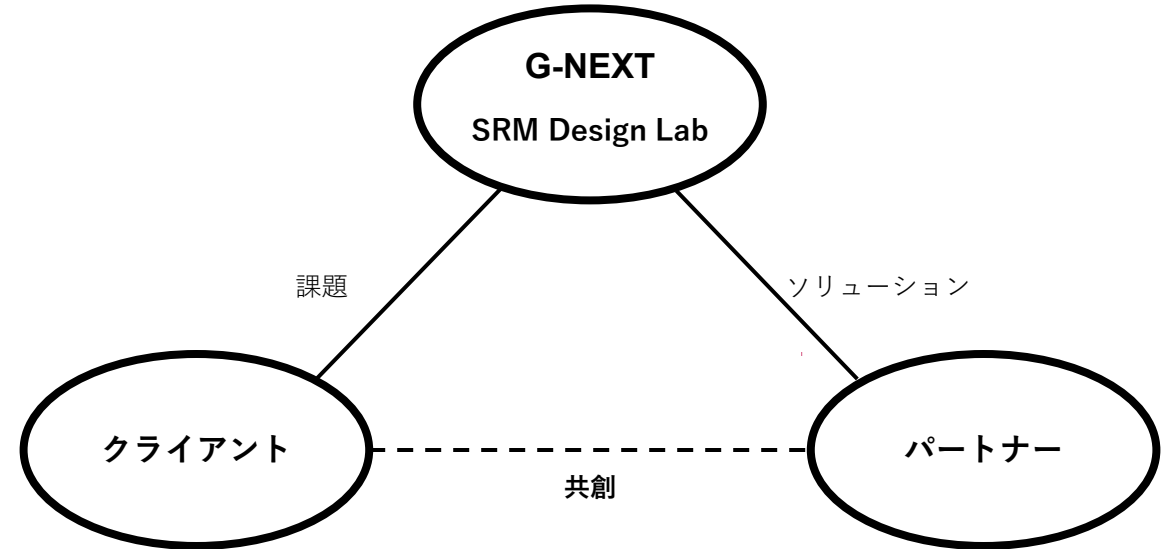 G-NEXT
SRM Design Lab
課題
ソリューション
クライアント
パートナー
共創